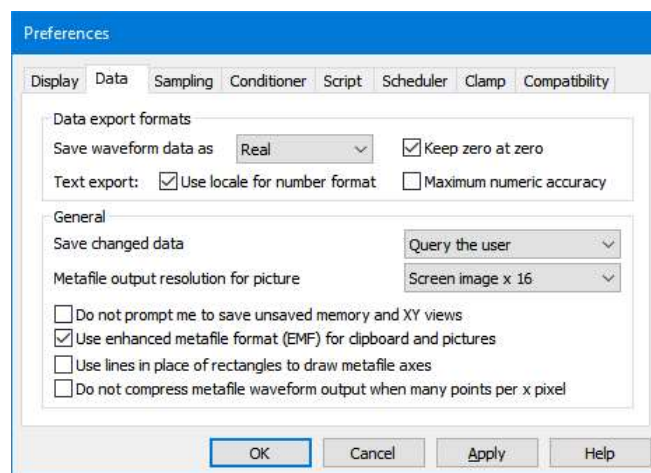 Preferences
Display Data Sampling Conditioner Script Scheduler Clamp Compatibility
Data export formats
Save waveform data as Real Keep zero at zero
Text export: Use locale for number format Maximum numeric accuracy
General
Save changed data Query the user
Metafile output resolution for picture Screen image x 16
Do not prompt me to save unsaved memory and XY views
Use enhanced metafile format (EMF) for clipboard and pictures
Use lines in place of rectangles to draw metafile axes
Do not compress metafile waveform output when many points per x pixel
OK Cancel Apply Help